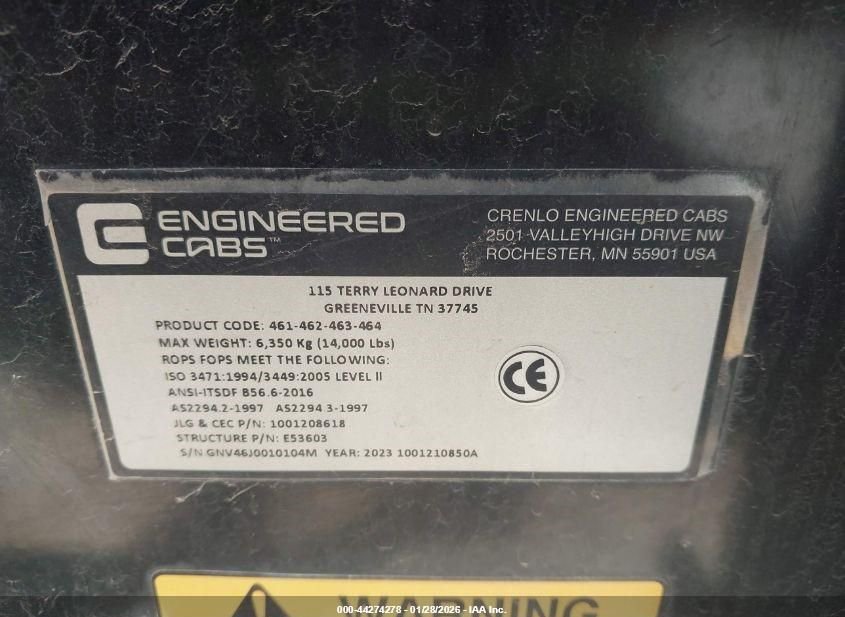 ENGINEERED
CABS™
CRENLO ENGINEERED CABS
2501 VALLEYHIGH DRIVE NW
ROCHESTER, MN 55901 USA
115 TERRY LEONARD DRIVE
GREENEVILLE TN 37745
PRODUCT CODE: 461-462-463-464
MAX WEIGHT: 6,350 Kg (14,000 Lbs)
ROPS FOPS MEET THE FOLLOWING:
ISO 3471:1994/3449:2005 LEVEL II
ANSI-ITSDF B56.6-2016
AS2294.2-1997 AS2294.3-1997
JLG & CEC P/N: 1001208618
STRUCTURE P/N: E53603
S/N GNV46J0010104M YEAR: 2023 1001210850A
CE
WARNING
000-44274278 - 01/28/2026 - IAA Inc.